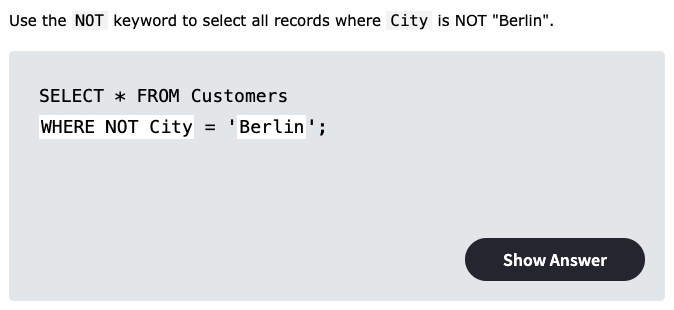 Use the NOT keyword to select all records where City is NOT "Berlin".
SELECT * FROM Customers
WHERE NOT City = 'Berlin';
Show Answer